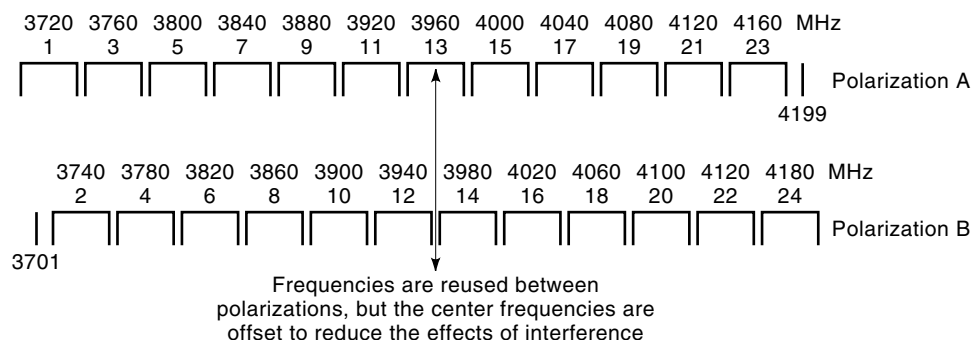 3720 3760 3800 3840 3880 3920 3960 4000 4040 4080 4120 4160 MHz
1 3 5 7 9 11 13 15 17 19 21 23
Polarization A
4199
3740 3780 3820 3860 3900 3940 3980 4020 4060 4100 4120 4180 MHz
2 4 6 8 10 12 14 16 18 20 22 24
Polarization B
3701
Frequencies are reused between
polarizations, but the center frequencies are
offset to reduce the effects of interference